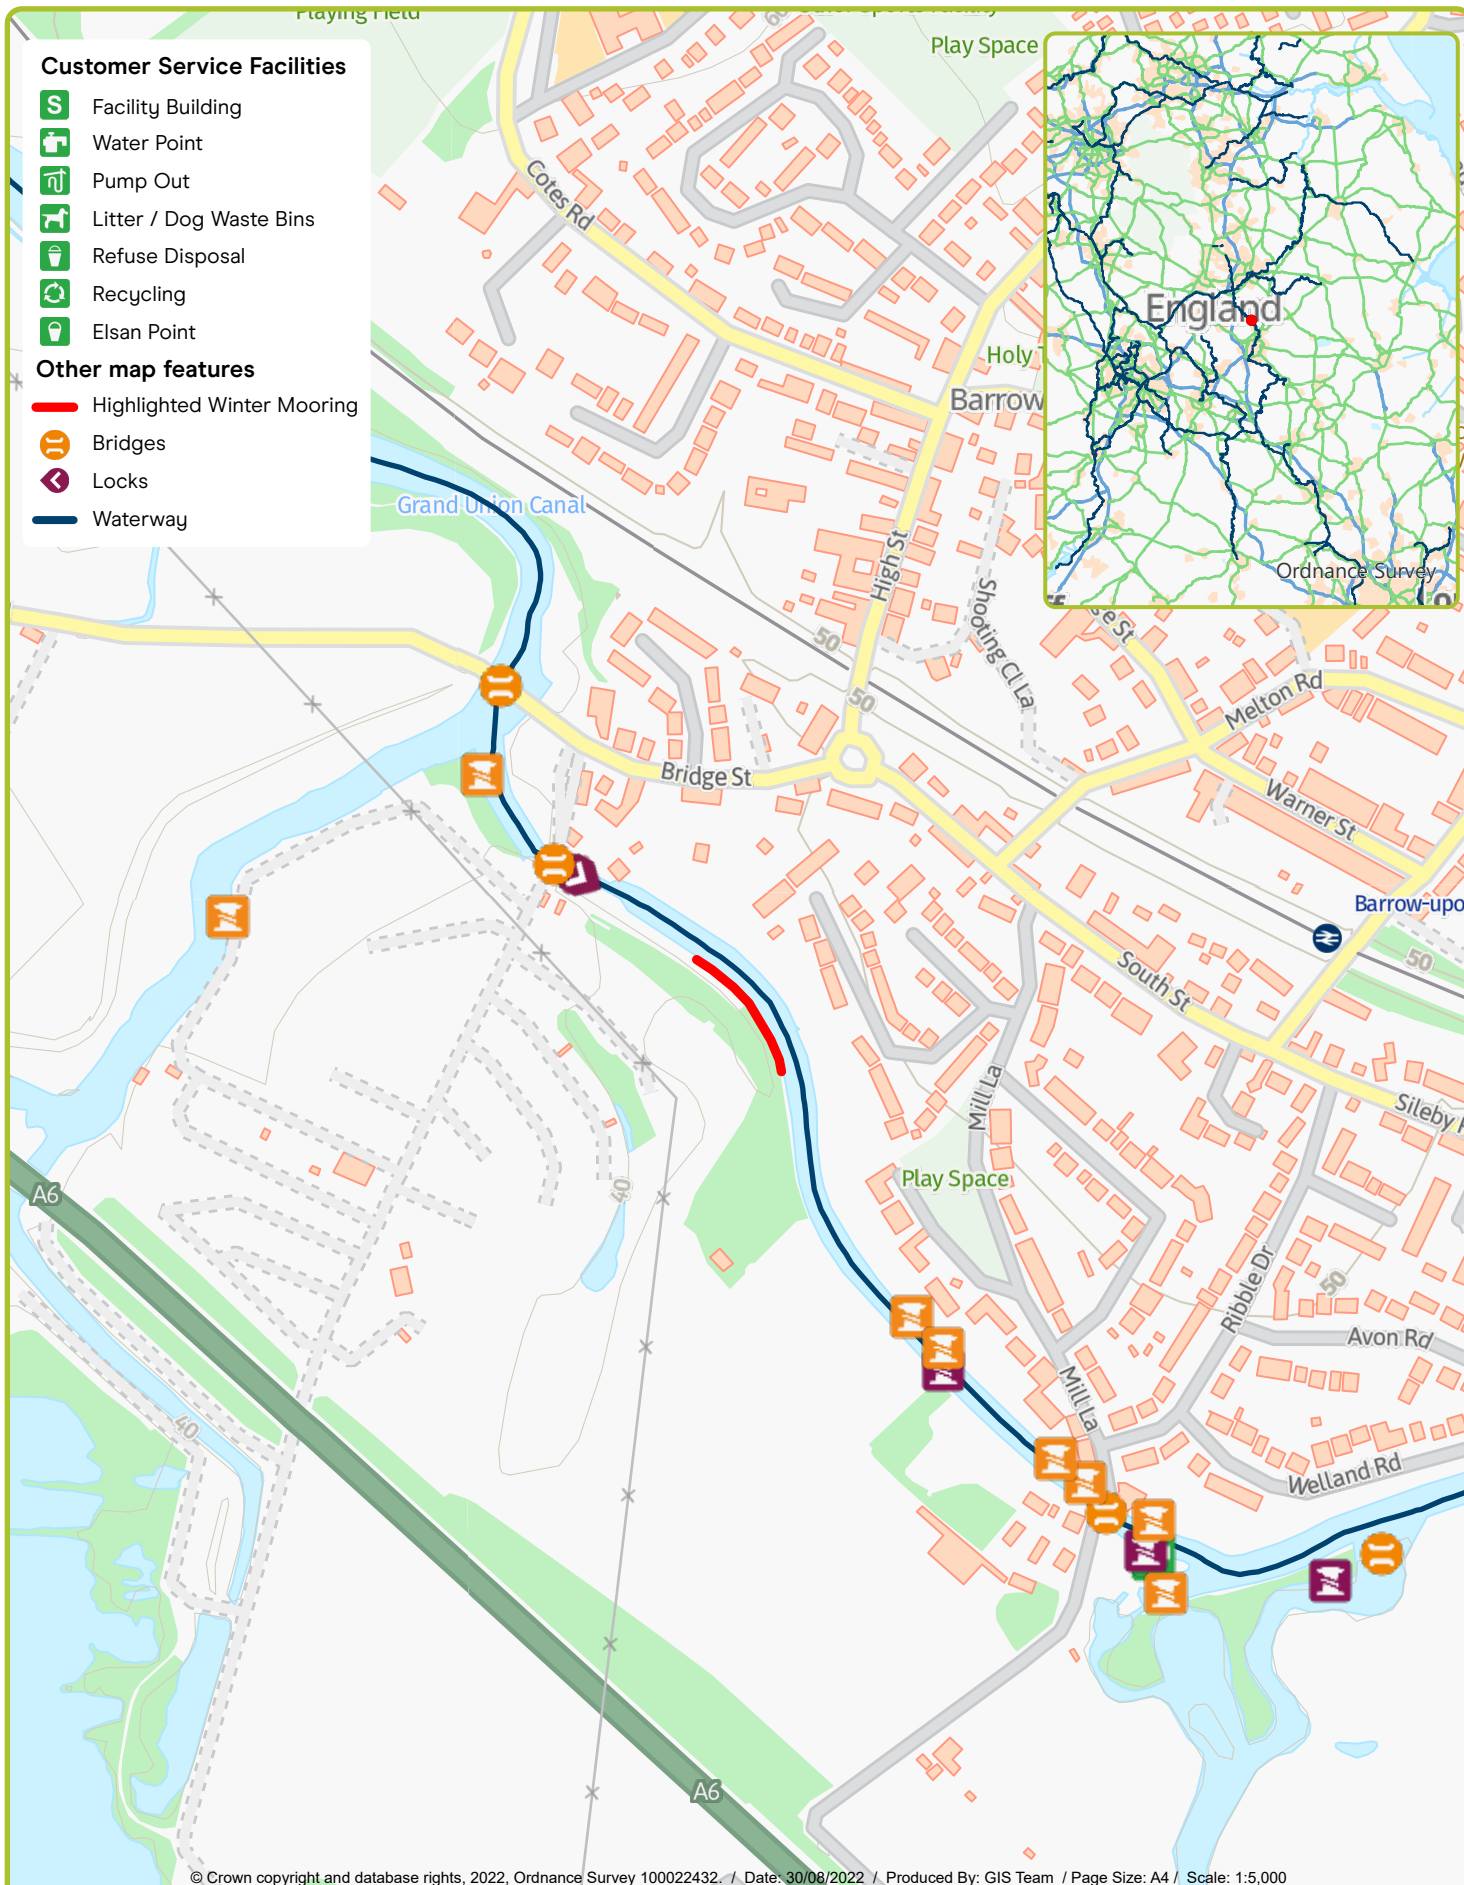 Playing Field
Play Space
Customer Service Facilities
S Facility Building
Water Point
Pump Out
Litter / Dog Waste Bins
Refuse Disposal
Recycling
Elsan Point
Other map features
Highlighted Winter Mooring
Bridges
Locks
Waterway
60
Cotes Rd
England
Ordnance Survey
Holy
Barrow
Grand Union Canal
High St
Shooting Cl La
se St
50
50
Melton Rd
Bridge St
Warner St
Barrow-upo
50
South St
Mill La
Sileby
Play Space
40
A6
50
Ribble Dr
Avon Rd
Mill La
40
Welland Rd
A6
© Crown copyright and database rights, 2022, Ordnance Survey 100022432. / Date: 30/08/2022 / Produced By: GIS Team / Page Size: A4 / Scale: 1:5,000